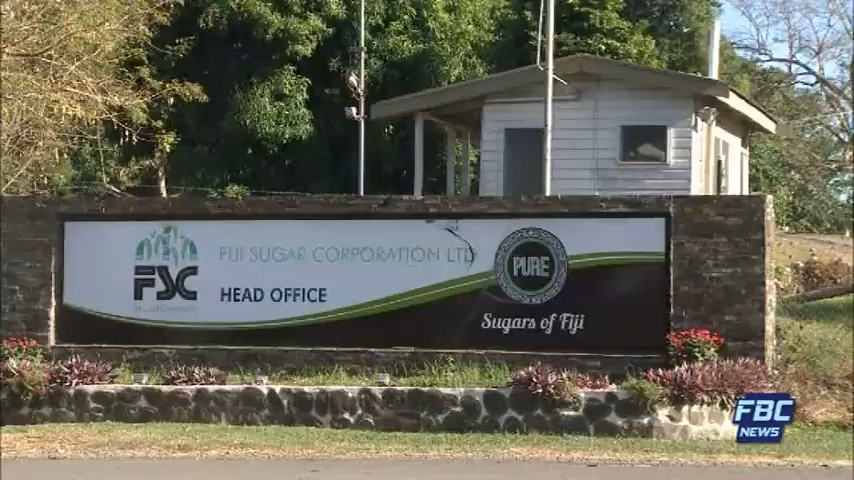 FSC
FIJI SUGAR CORPORATION LTD
HEAD OFFICE
PURE
Sugars of Fiji
FBC
NEWS